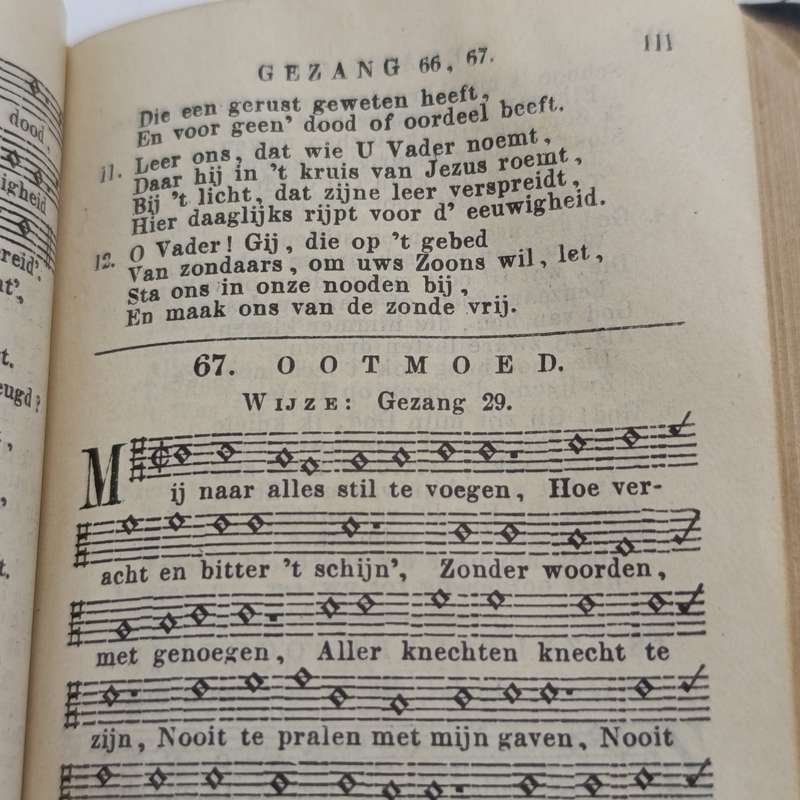 dood,
igheid
reid'.
t.
eugd?
GEZANG 66, 67.
111
Die een gerust geweten heeft,
En voor geen' dood of oordeel beeft.
11. Leer ons, dat wie U Vader noemt,
Daar hij in 't kruis van Jezus roemt,
Bij 't licht, dat zijne leer verspreidt,
Hier daaglijks rijpt voor d' eeuwigheid.
12. O Vader! Gij, die op 't gebed
Van zondaars, om uws Zoons wil, let,
Sta ons in onze nooden bij,
En maak ons van de zonde vrij.
67. OOTMOED.
WIJZE: Gezang 29.
Mij naar alles stil te voegen, Hoe ver-
acht en bitter 't schijn', Zonder woorden,
met genoegen, Aller knechten knecht te
zijn, Nooit te pralen met mijn gaven, Nooit